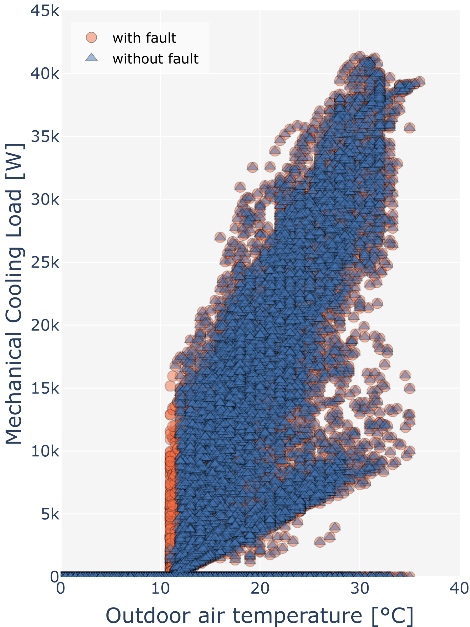 45k
with fault
without fault
40k
35k
30k
25k
20k
15k
10k
5k
0
Mechanical Cooling Load [W]
0 10 20 30 40
Outdoor air temperature [°C]